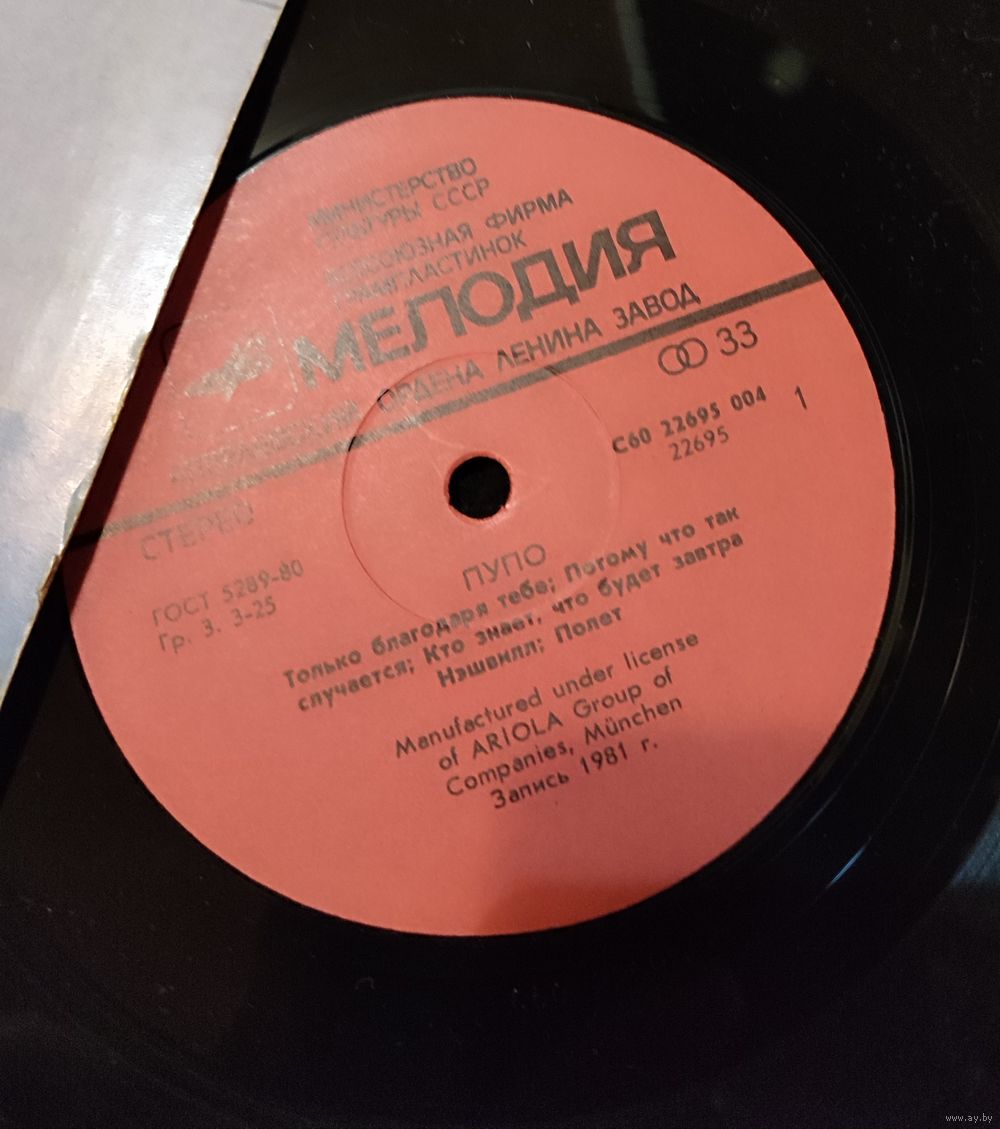 МИНИСТЕРСТВО
КУЛЬТУРЫ СССР
ВСЕСОЮЗНАЯ ФИРМА
ГРАМПЛАСТИНОК
МЕЛОДИЯ
АПРЕЛЕВСКИЙ ОРДЕНА ЛЕНИНА ЗАВОД
33
С60 22695 004
22695
1
СТЕРЕО
ГОСТ 5289-80
Гр. 3. 3-25
ПУПО
Только благодаря тебе; Потому что так
случается; Кто знает, что будет завтра
Нэшвилл; Полет
Manufactured under license
of ARIOLA Group of
Companies, München
Запись 1981 г.
www.ay.by